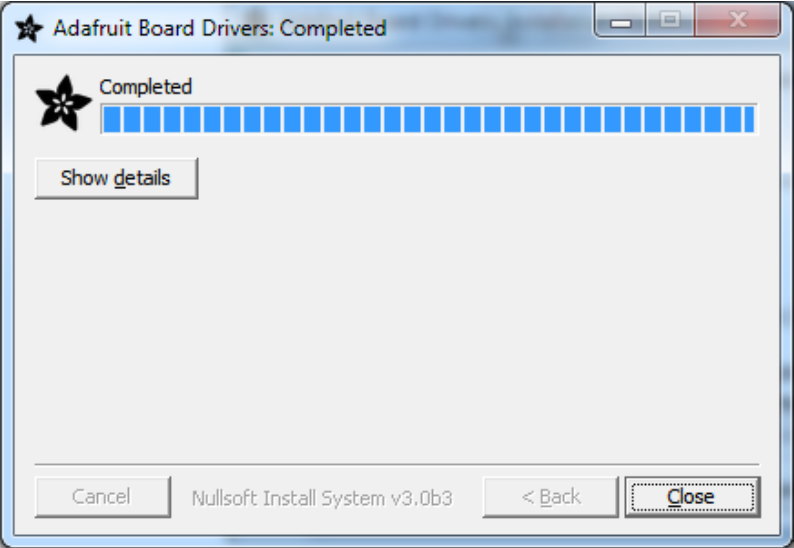 Adafruit Board Drivers: Completed
Completed
Show details
Cancel
Nullsoft Install System v3.0b3
< Back
Close